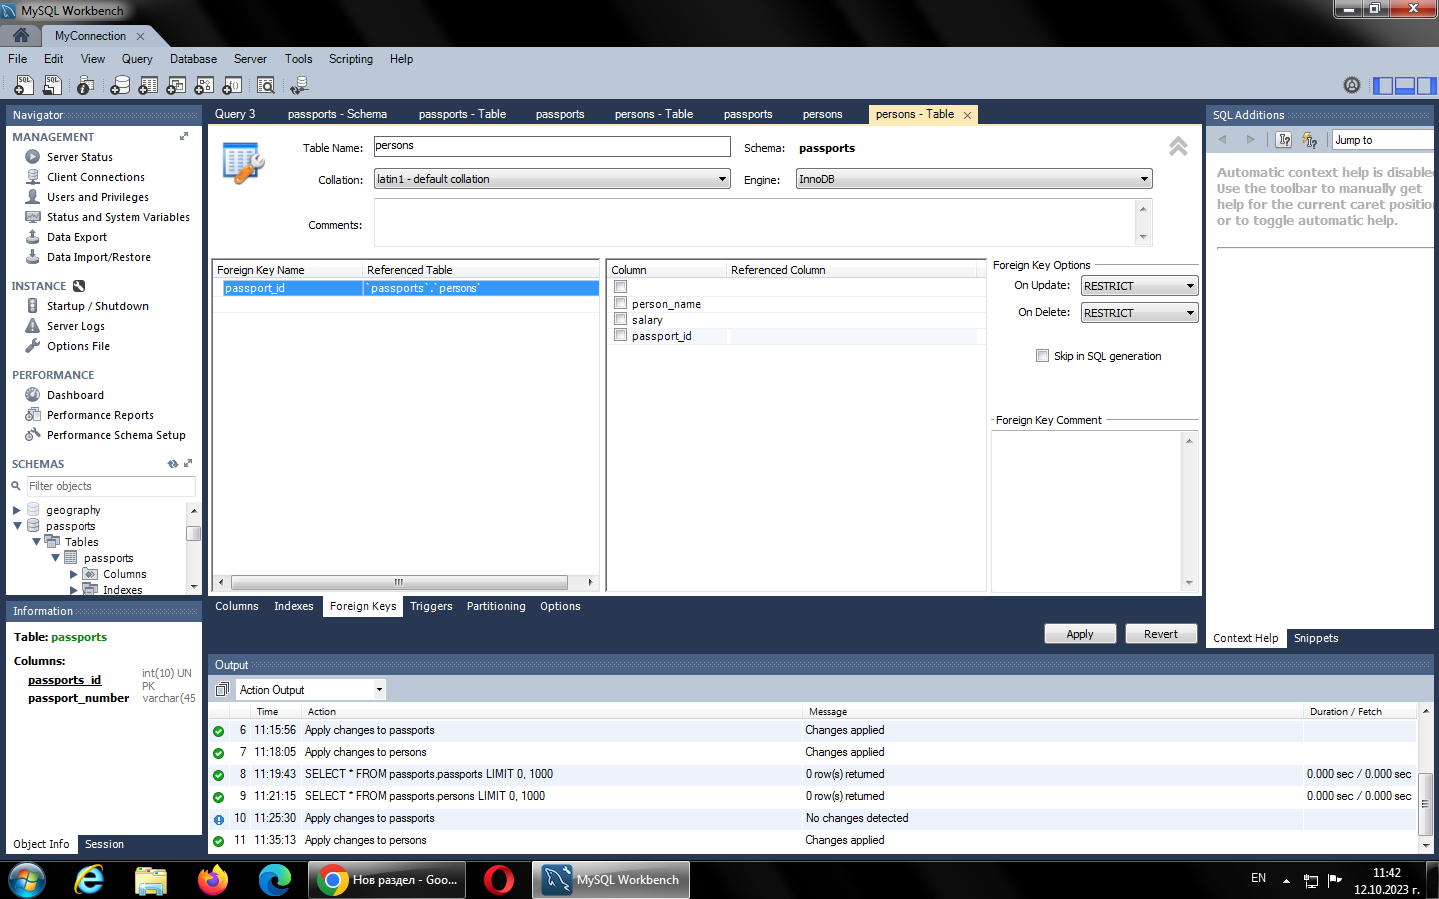 MySQL Workbench
MyConnection
File Edit View Query Database Server Tools Scripting Help
Navigator
MANAGEMENT
Server Status
Client Connections
Users and Privileges
Status and System Variables
Data Export
Data Import/Restore
INSTANCE
Startup / Shutdown
Server Logs
Options File
PERFORMANCE
Dashboard
Performance Reports
Performance Schema Setup
SCHEMAS
Filter objects
geography
passports
Tables
passports
Columns
Indexes
Information
Table: passports
Columns:
passports_id int(10) UN PK
passport_number varchar(45
Object Info Session
Query 3 passports - Schema passports - Table passports persons - Table passports persons persons - Table
Table Name: persons Schema: passports
Collation: latin1 - default collation Engine: InnoDB
Comments:
Foreign Key Name Referenced Table
passport_id `passports`.`persons`
Column Referenced Column
person_name
salary
passport_id
Foreign Key Options
On Update: RESTRICT
On Delete: RESTRICT
Skip in SQL generation
Foreign Key Comment
Columns Indexes Foreign Keys Triggers Partitioning Options
Apply Revert
SQL Additions
Jump to
Automatic context help is disable
Use the toolbar to manually get
help for the current caret positio
or to toggle automatic help.
Context Help Snippets
Output
Action Output
Time Action Message Duration / Fetch
6 11:15:56 Apply changes to passports Changes applied
7 11:18:05 Apply changes to persons Changes applied
8 11:19:43 SELECT * FROM passports.passports LIMIT 0, 1000 0 row(s) returned 0.000 sec / 0.000 sec
9 11:21:15 SELECT * FROM passports.persons LIMIT 0, 1000 0 row(s) returned 0.000 sec / 0.000 sec
10 11:25:30 Apply changes to passports No changes detected
11 11:35:13 Apply changes to persons Changes applied
Нов раздел - Goo...
MySQL Workbench
EN
11:42
12.10.2023 г.